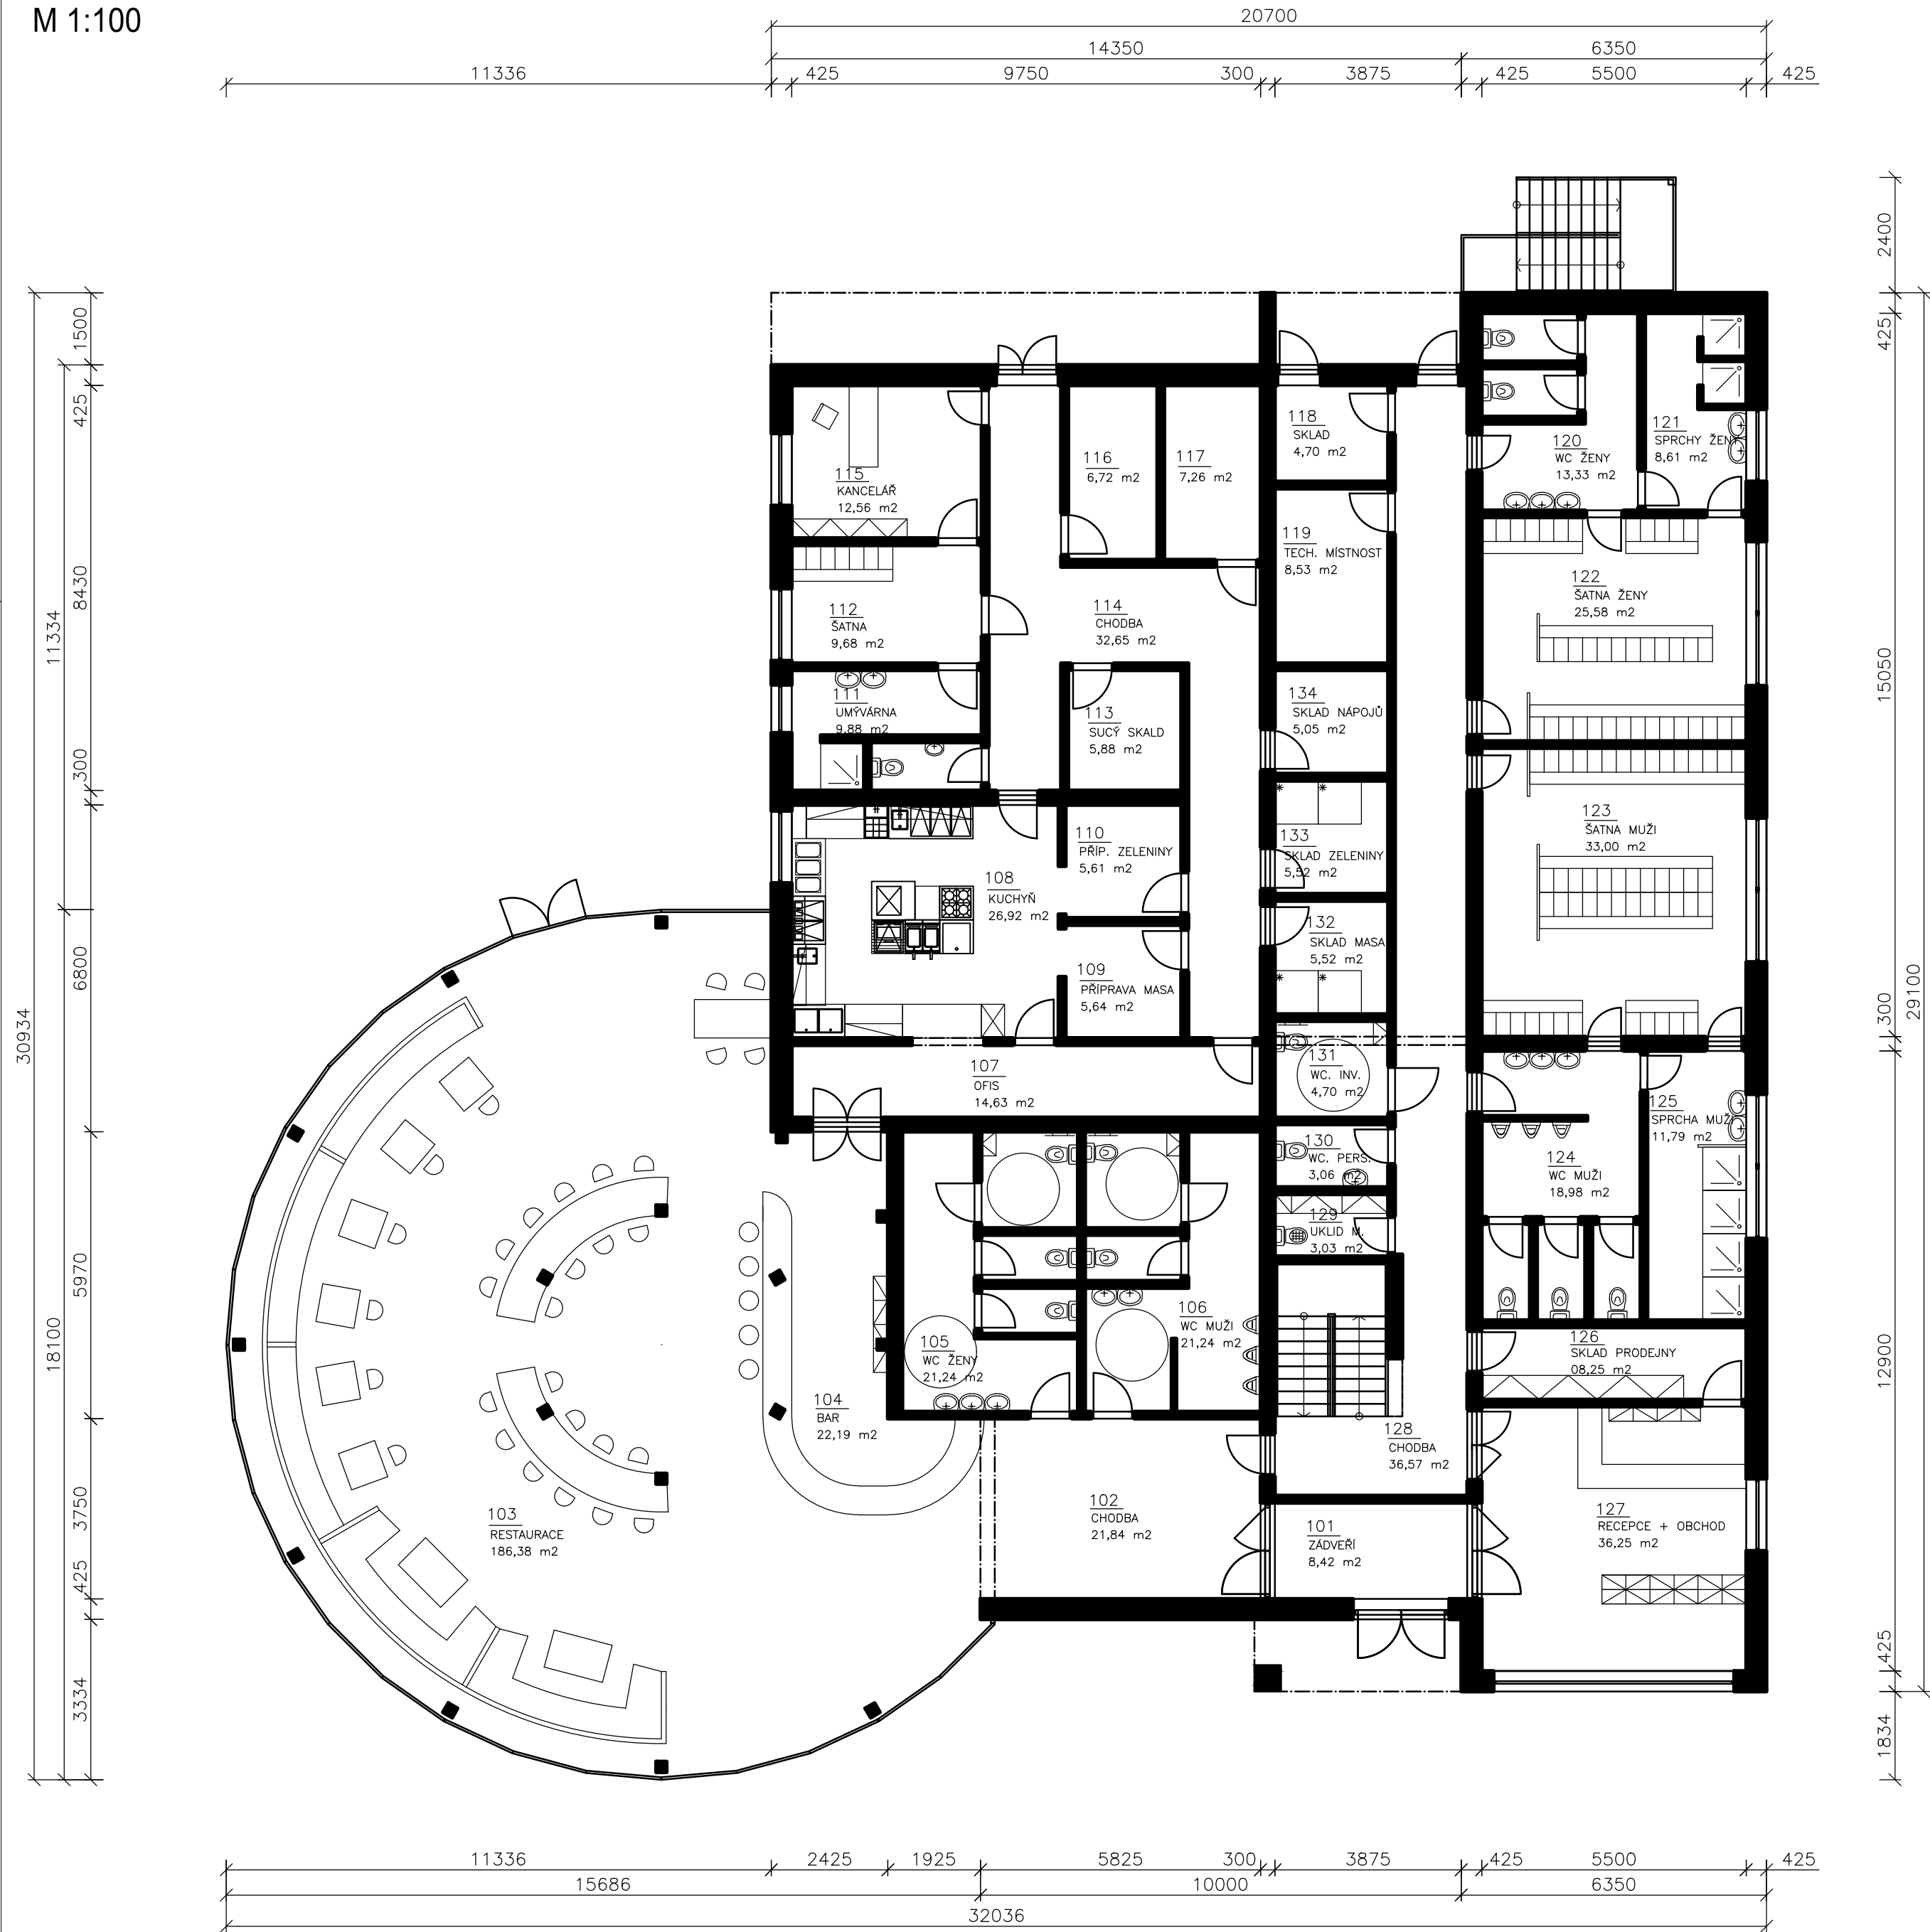 M 1:100
20700
14350
6350
11336
425
9750
300
3875
425
5500
425
2400
425
15050
300
29100
12900
425
1834
1500
425
8430
11334
300
6800
30934
5970
18100
3750
425
3334
118
SKLAD
4,70 m2
121
SPRCHY ŽENY
8,61 m2
120
WC ŽENY
13,33 m2
115
KANCELÁŘ
12,56 m2
116
6,72 m2
117
7,26 m2
119
TECH. MÍSTNOST
8,53 m2
122
ŠATNA ŽENY
25,58 m2
112
ŠATNA
9,68 m2
114
CHODBA
32,65 m2
111
UMÝVÁRNA
9,88 m2
113
SUCÝ SKALD
5,88 m2
134
SKLAD NÁPOJŮ
5,05 m2
110
PŘÍP. ZELENINY
5,61 m2
133
SKLAD ZELENINY
5,52 m2
123
ŠATNA MUŽI
33,00 m2
108
KUCHYŇ
26,92 m2
132
SKLAD MASA
5,52 m2
109
PŘÍPRAVA MASA
5,64 m2
107
OFIS
14,63 m2
131
WC. INV.
4,70 m2
125
SPRCHA MUŽI
11,79 m2
130
WC. PERS.
3,06 m2
124
WC MUŽI
18,98 m2
129
UKLID M.
3,03 m2
106
WC MUŽI
21,24 m2
105
WC ŽENY
21,24 m2
126
SKLAD PRODEJNY
08,25 m2
104
BAR
22,19 m2
128
CHODBA
36,57 m2
103
RESTAURACE
186,38 m2
102
CHODBA
21,84 m2
101
ZÁDVEŘÍ
8,42 m2
127
RECEPCE + OBCHOD
36,25 m2
11336
2425
1925
5825
300
3875
425
5500
425
15686
10000
6350
32036